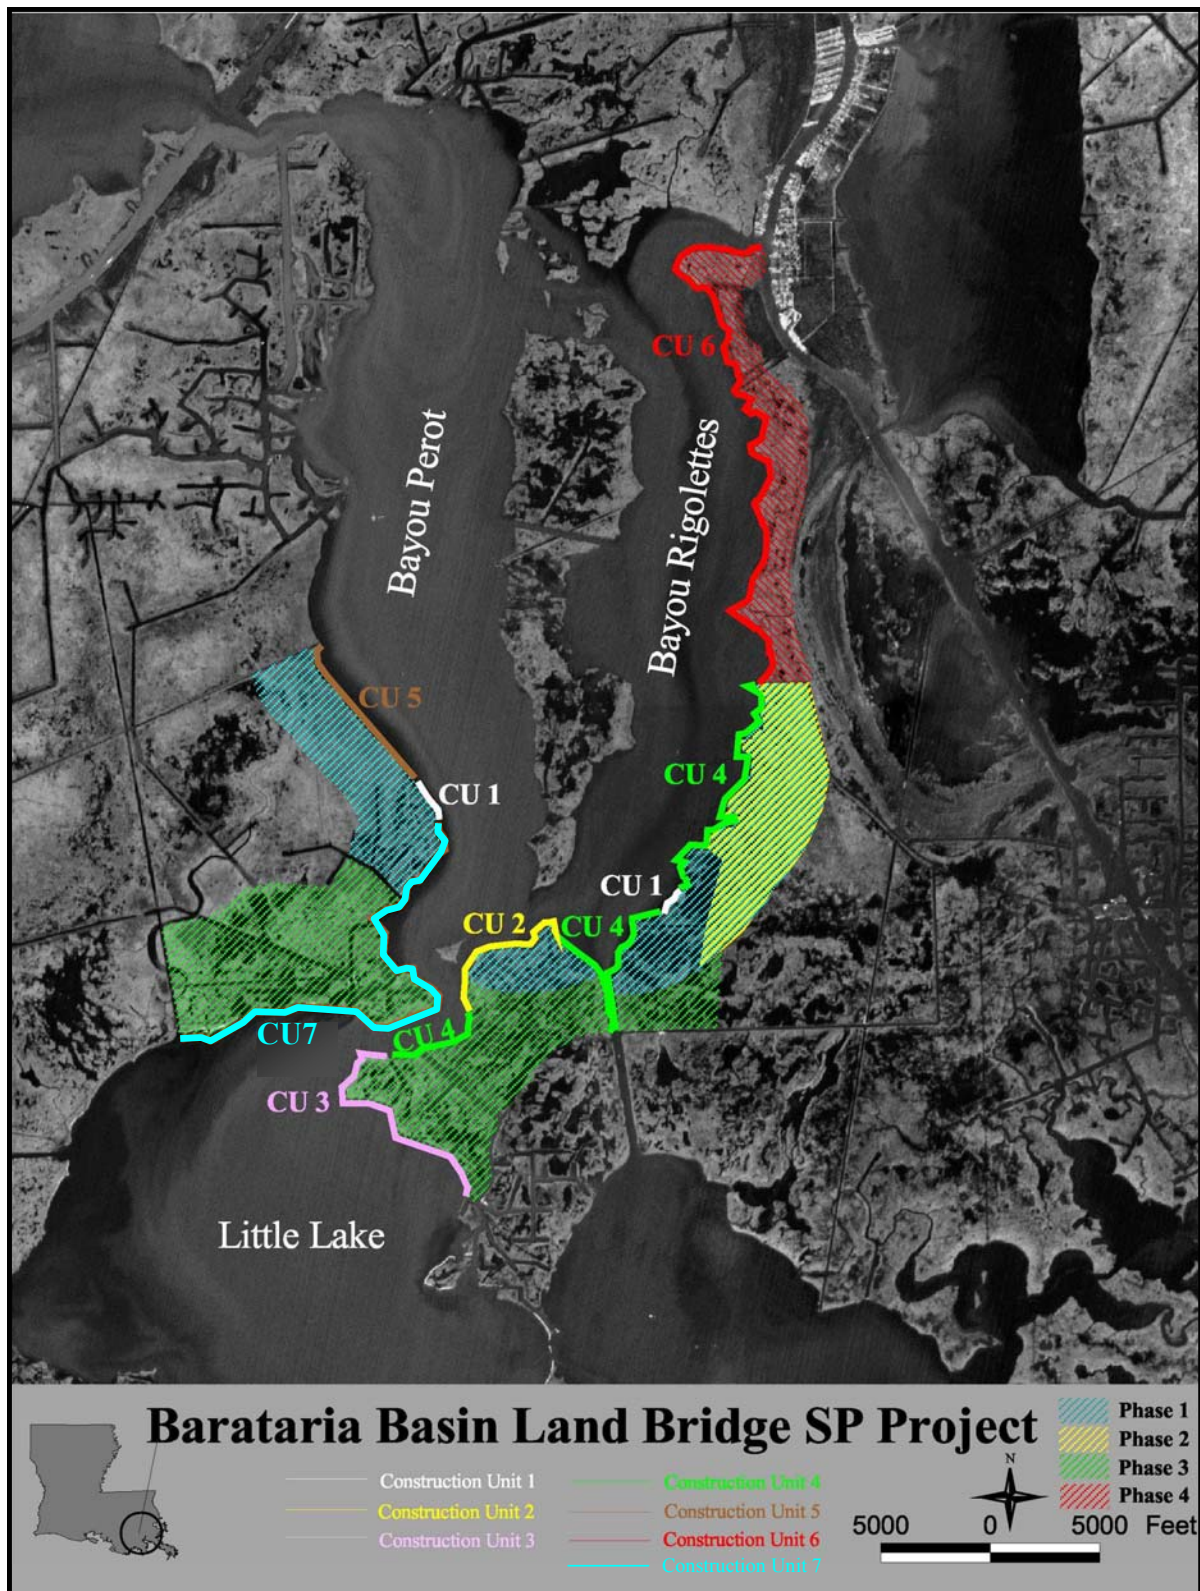 CU 6
Bayou Perot
Bayou Rigolettes
CU 5
CU 4
CU 1
CU 1
CU 2
CU 4
CU7
CU 4
CU 3
Little Lake
Barataria Basin Land Bridge SP Project
Construction Unit 1
Construction Unit 2
Construction Unit 3
Construction Unit 4
Construction Unit 5
Construction Unit 6
Construction Unit 7
N
5000 0 5000 Feet
Phase 1
Phase 2
Phase 3
Phase 4